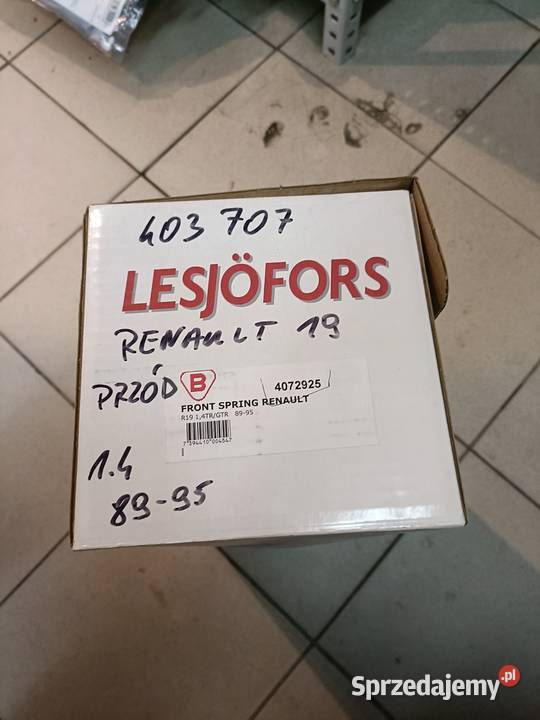 403 707
LESJÖFORS
RENAULT 19
PRZÓD
B
4072925
FRONT SPRING RENAULT
R19 1,4TR/GTR 89-95
7394410004547
1.4
89-95
Sprzedajemy.pl